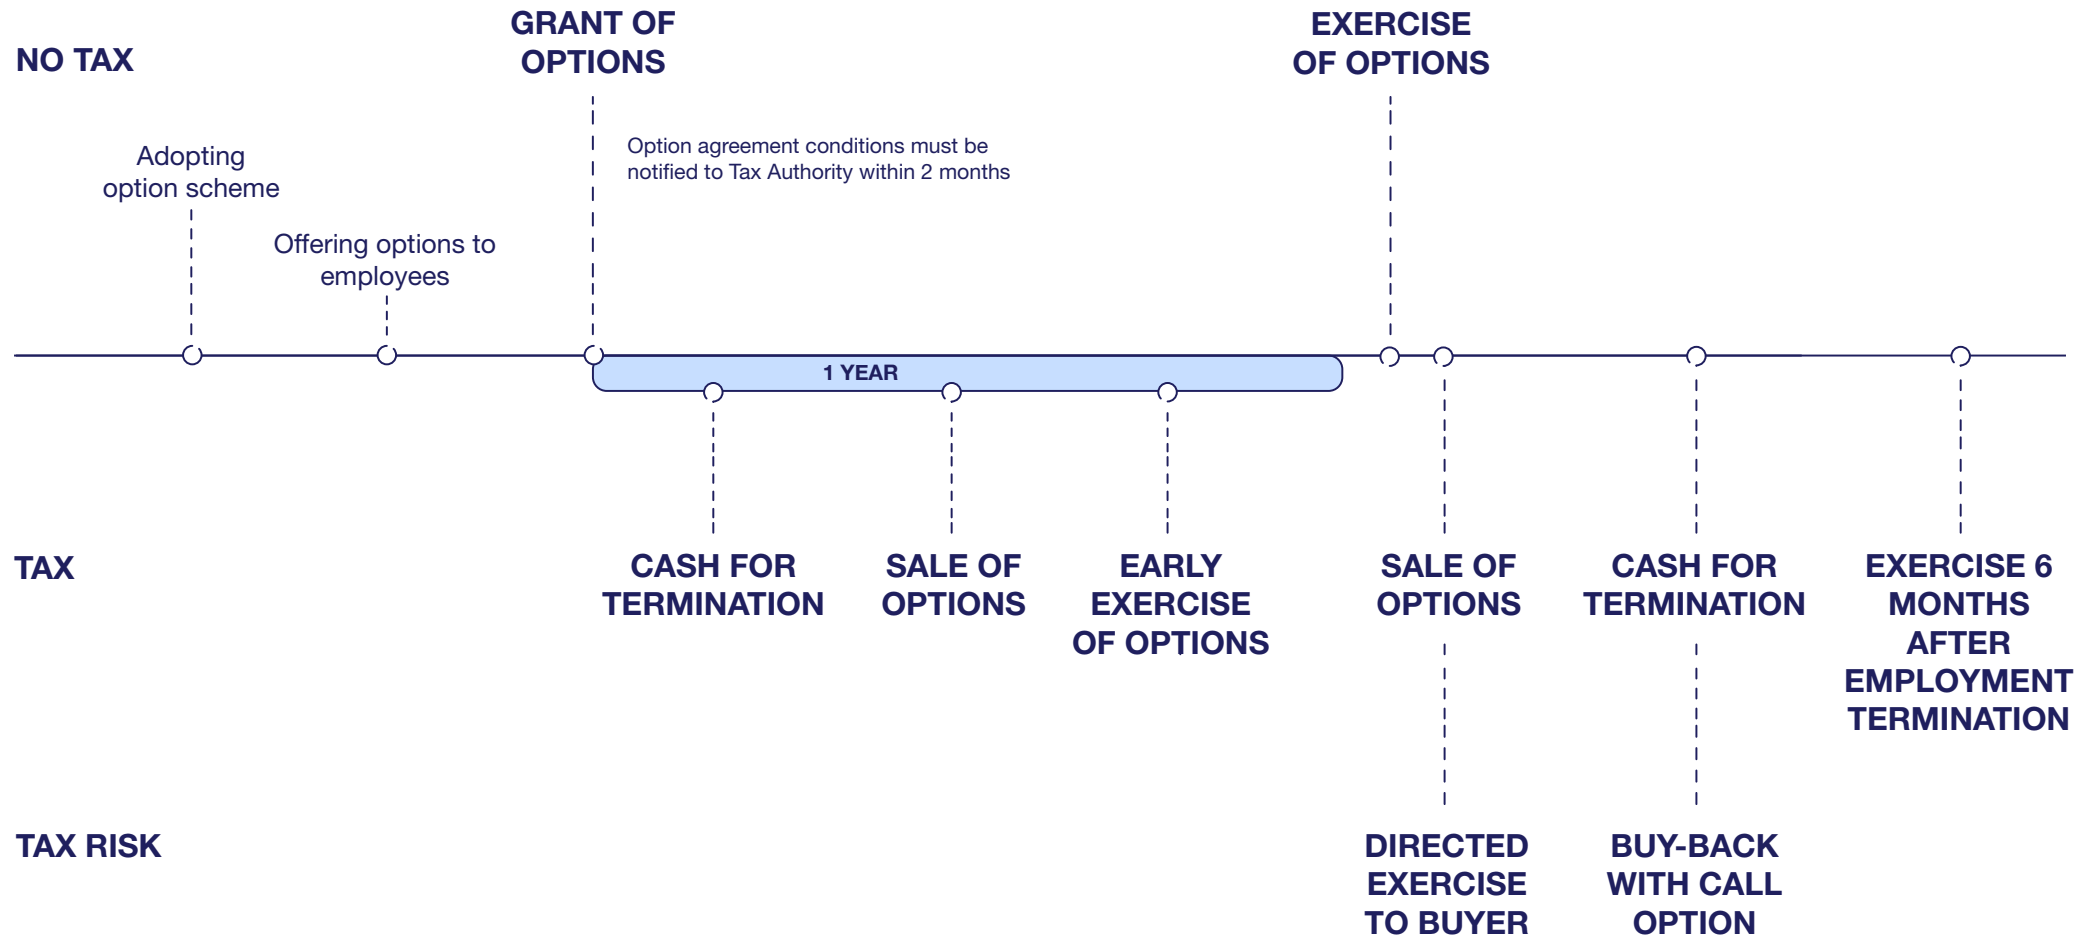 NO TAX
GRANT OF
OPTIONS
EXERCISE
OF OPTIONS
Adopting
option scheme
Offering options to
employees
Option agreement conditions must be
notified to Tax Authority within 2 months
1 YEAR
TAX
CASH FOR
TERMINATION
SALE OF
OPTIONS
EARLY
EXERCISE
OF OPTIONS
SALE OF
OPTIONS
CASH FOR
TERMINATION
EXERCISE 6
MONTHS
AFTER
EMPLOYMENT
TERMINATION
TAX RISK
DIRECTED
EXERCISE
TO BUYER
BUY-BACK
WITH CALL
OPTION